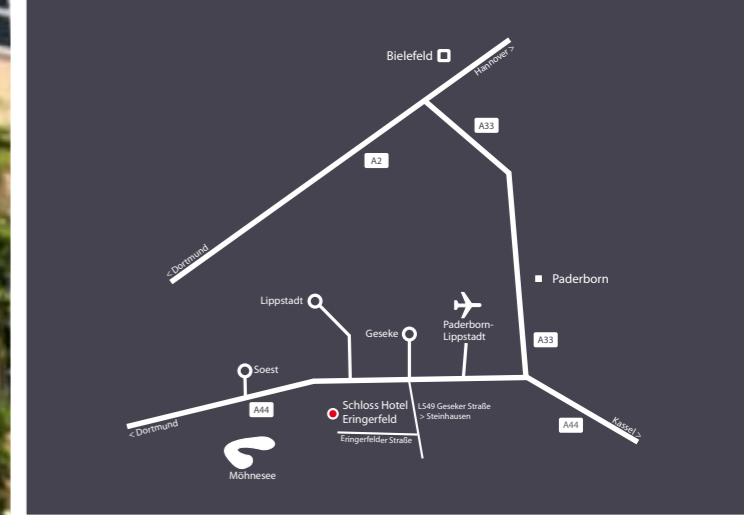 Bielefeld
Hannover >
A33
A2
< Dortmund
Paderborn
Lippstadt
Paderborn-
Lippstadt
Geseke
A33
Soest
A44
< Dortmund
Schloss Hotel
Eringerfeld
L549 Geseker Straße
> Steinhausen
Eringerfelder Straße
A44
Kassel >
Möhnesee